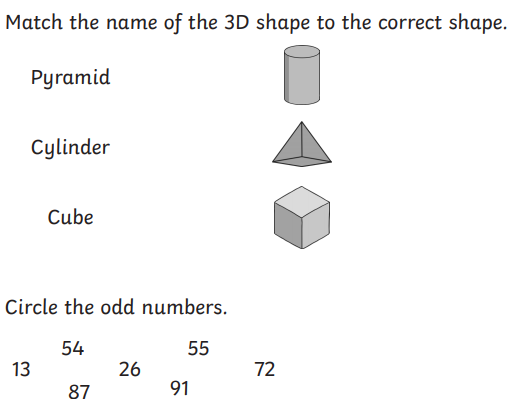 Match the name of the 3D shape to the correct shape.
Pyramid
Cylinder
Cube
Circle the odd numbers.
54 55
13 26 72
87 91